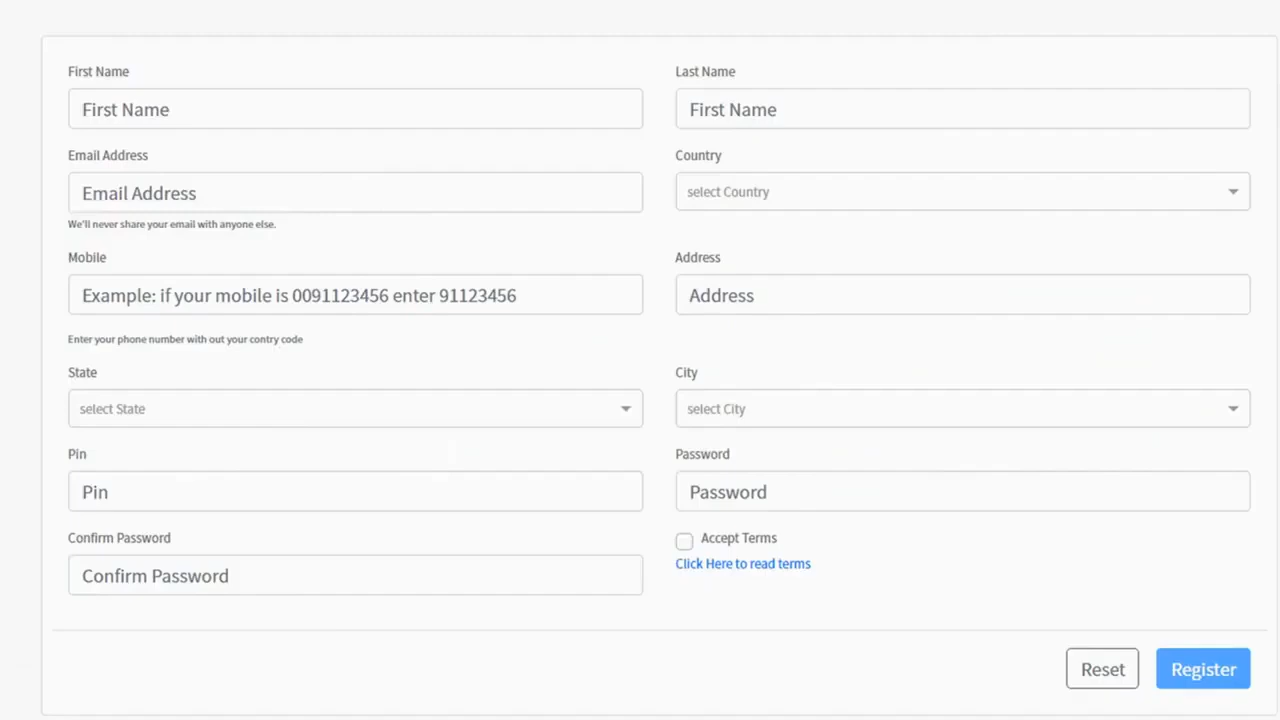 First Name
Last Name
First Name
First Name
Email Address
Country
Email Address
select Country
We'll never share your email with anyone else.
Mobile
Address
Example: if your mobile is 0091123456 enter 91123456
Address
Enter your phone number with out your contry code
State
City
select State
select City
Pin
Password
Pin
Password
Confirm Password
Accept Terms
Click Here to read terms
Confirm Password
Reset
Register